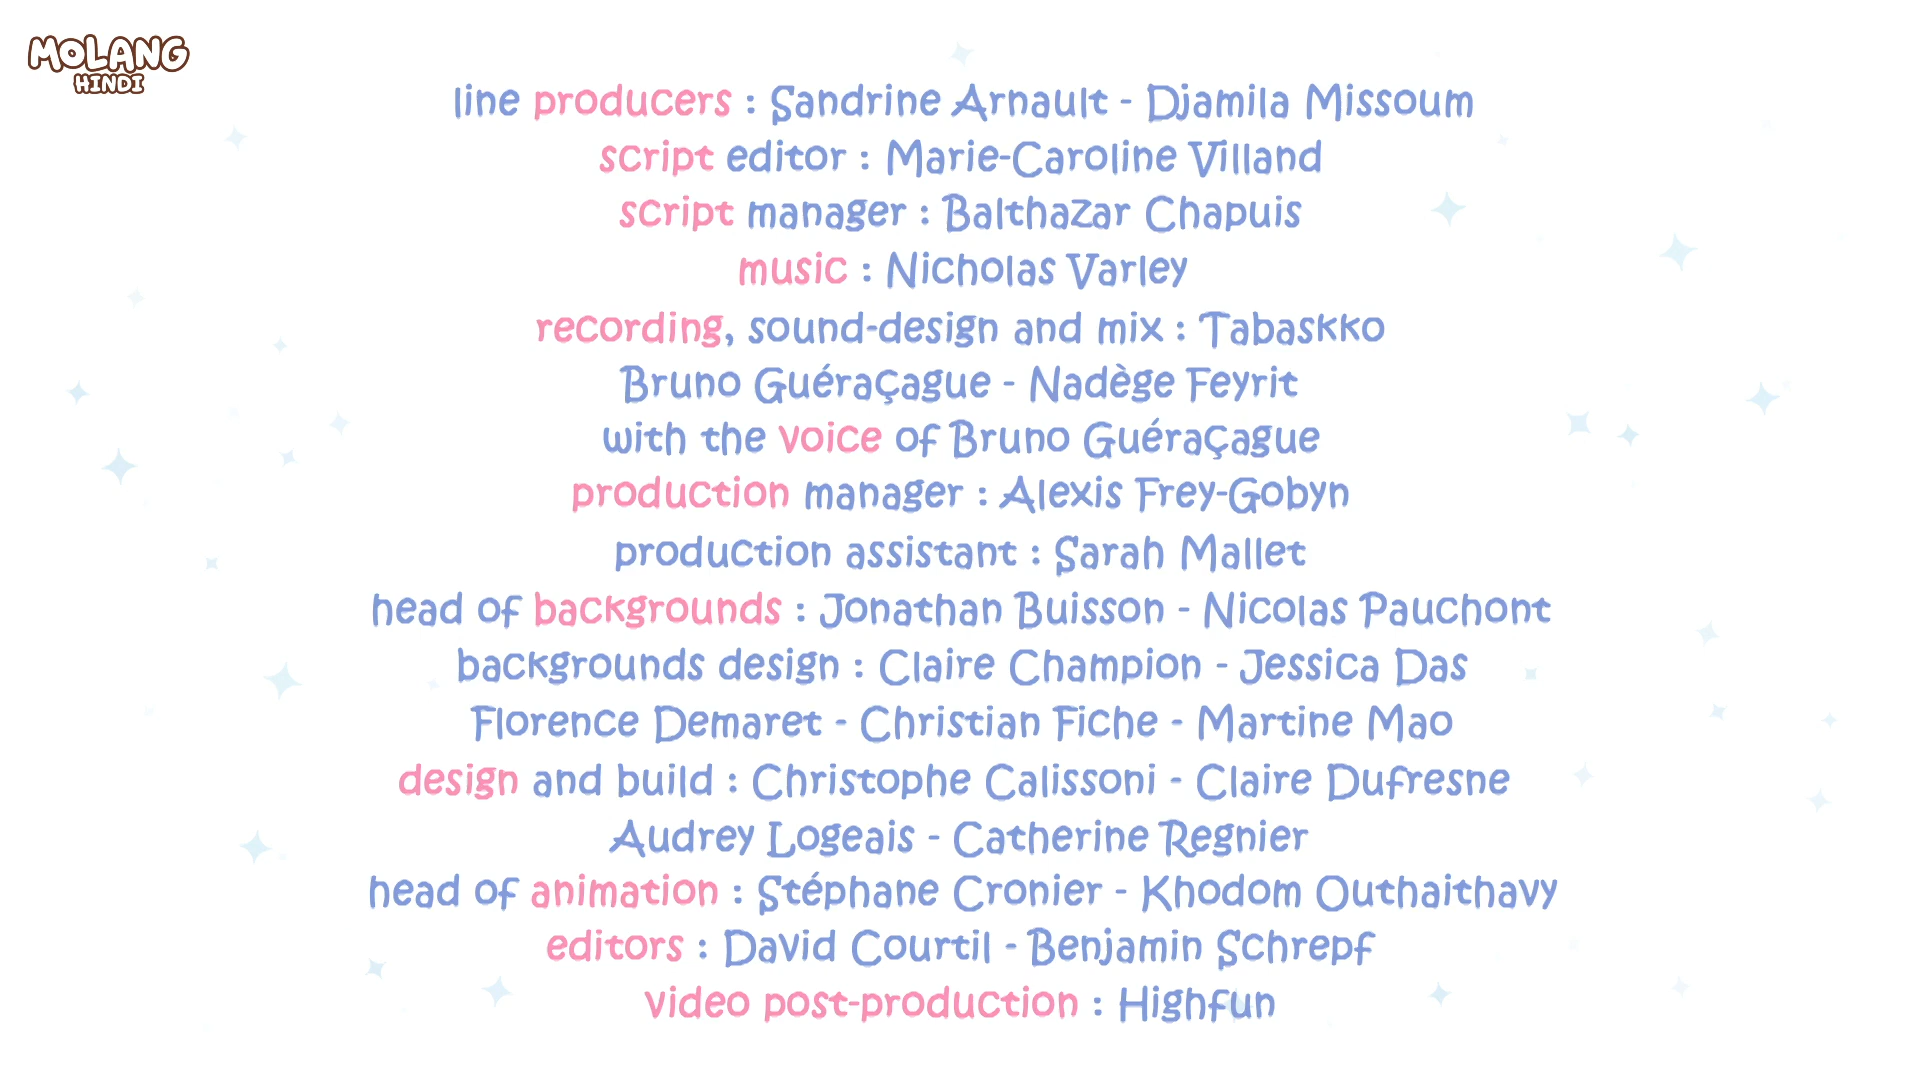 MOLANG
HINDI
line producers : Sandrine Arnault - Djamila Missoum
script editor : Marie-Caroline Villand
script manager : Balthazar Chapuis
music : Nicholas Varley
recording, sound-design and mix : Tabaskko
Bruno Guéraçague - Nadège Feyrit
with the voice of Bruno Guéraçague
production manager : Alexis Frey-Gobyn
production assistant : Sarah Mallet
head of backgrounds : Jonathan Buisson - Nicolas Pauchont
backgrounds design : Claire Champion - Jessica Das
Florence Demaret - Christian Fiche - Martine Mao
design and build : Christophe Calissoni - Claire Dufresne
Audrey Logeais - Catherine Regnier
head of animation : Stéphane Cronier - Khodom Outhaithavy
editors : David Courtil - Benjamin Schrepf
video post-production : Highfun